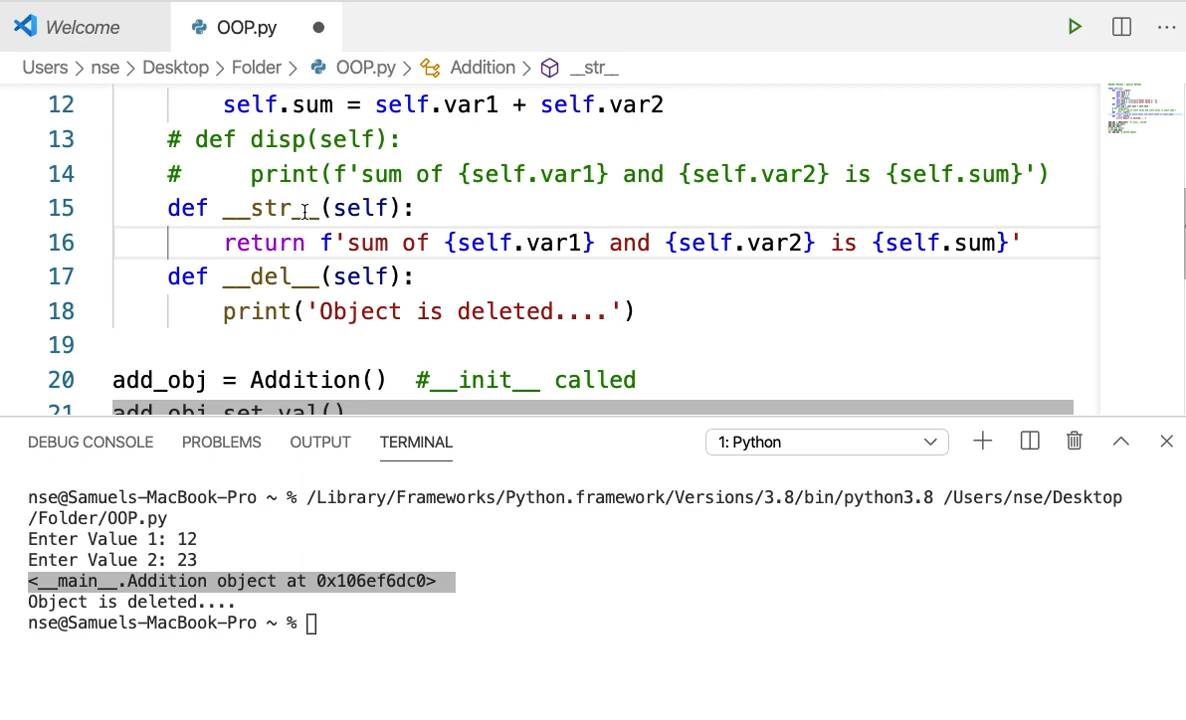 Welcome OOP.py
Users > nse > Desktop > Folder > OOP.py > Addition > __str__
12 self.sum = self.var1 + self.var2
13 # def disp(self):
14 # print(f'sum of {self.var1} and {self.var2} is {self.sum}')
15 def __str__(self):
16 return f'sum of {self.var1} and {self.var2} is {self.sum}'
17 def __del__(self):
18 print('Object is deleted....')
19
20 add_obj = Addition() #__init__ called
21 add_obj.set_val()
DEBUG CONSOLE PROBLEMS OUTPUT TERMINAL 1: Python
nse@Samuels-MacBook-Pro ~ % /Library/Frameworks/Python.framework/Versions/3.8/bin/python3.8 /Users/nse/Desktop
/Folder/OOP.py
Enter Value 1: 12
Enter Value 2: 23
<__main__.Addition object at 0x106ef6dc0>
Object is deleted....
nse@Samuels-MacBook-Pro ~ %